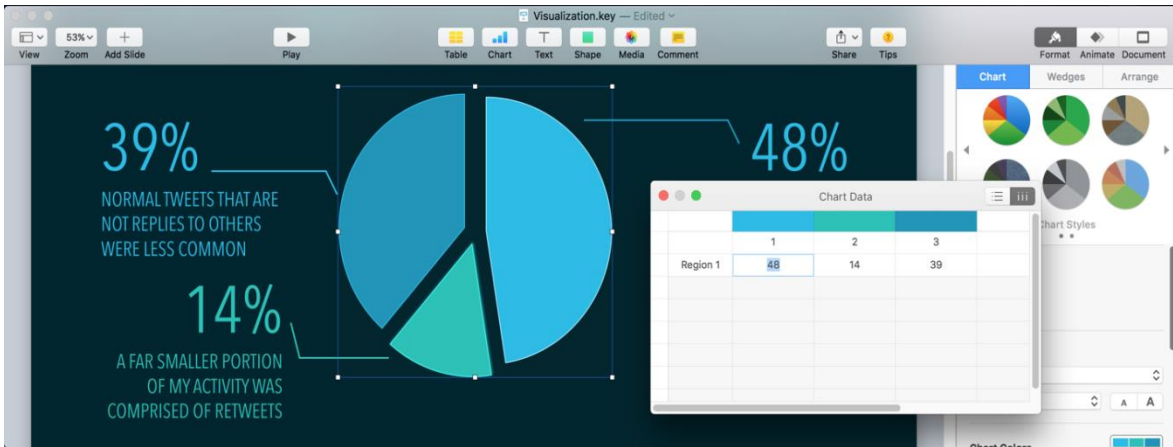 Visualization.key — Edited
53%
View Zoom Add Slide Play Table Chart Text Shape Media Comment Share Tips Format Animate Document
Chart Wedges Arrange
39%
NORMAL TWEETS THAT ARE
NOT REPLIES TO OTHERS
WERE LESS COMMON
48%
14%
A FAR SMALLER PORTION
OF MY ACTIVITY WAS
COMPRISED OF RETWEETS
Chart Data
1 2 3
Region 1 48 14 39
Chart Styles
A A
Chart Colors